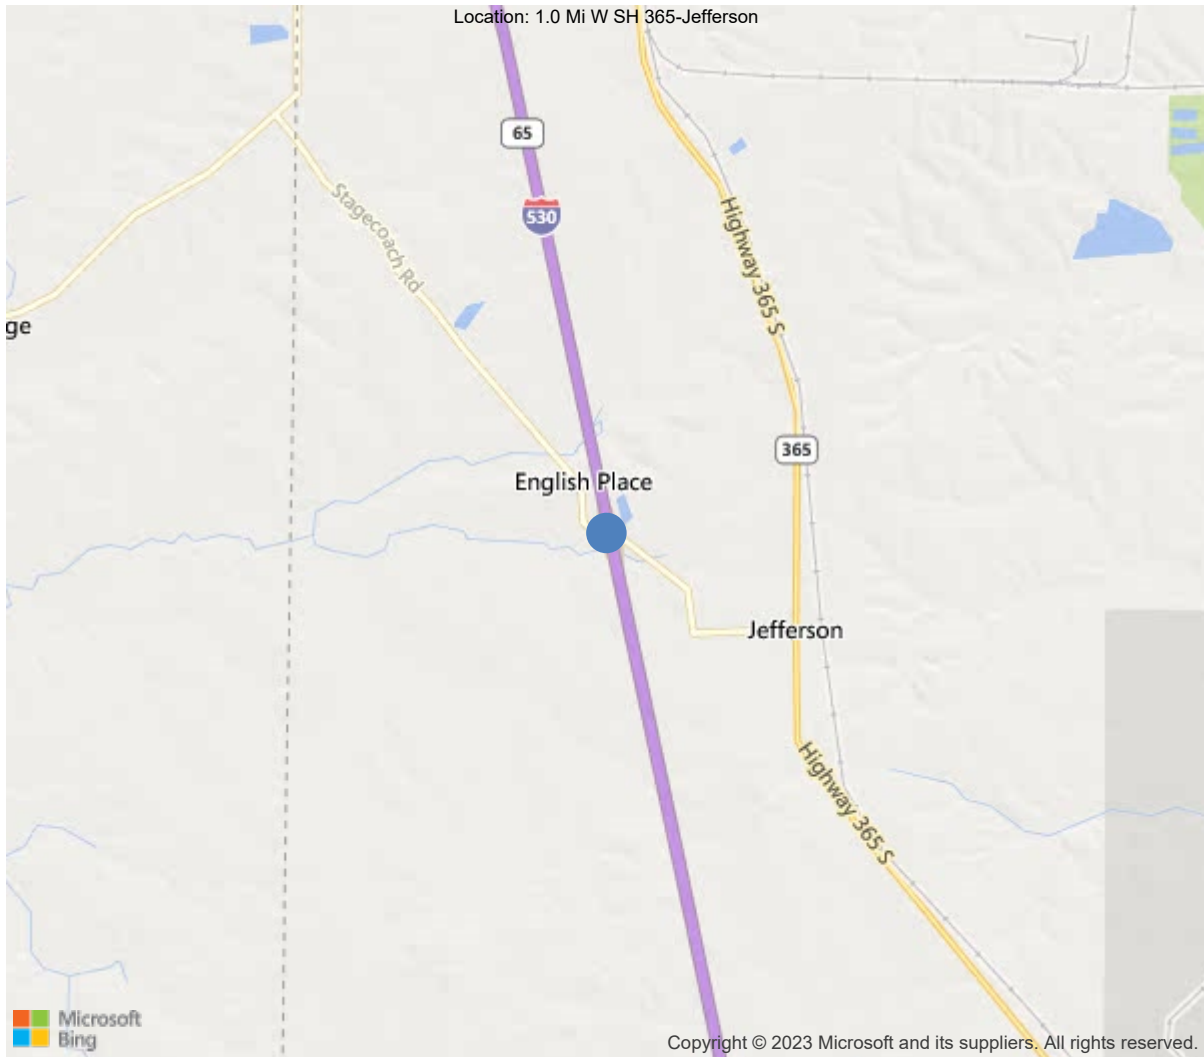 Location: 1.0 Mi W SH 365-Jefferson
65
Stagecoach Rd
530
Highway 365 S
ge
365
English Place
Jefferson
Highway 365 S
Microsoft
Bing
Copyright © 2023 Microsoft and its suppliers. All rights reserved.